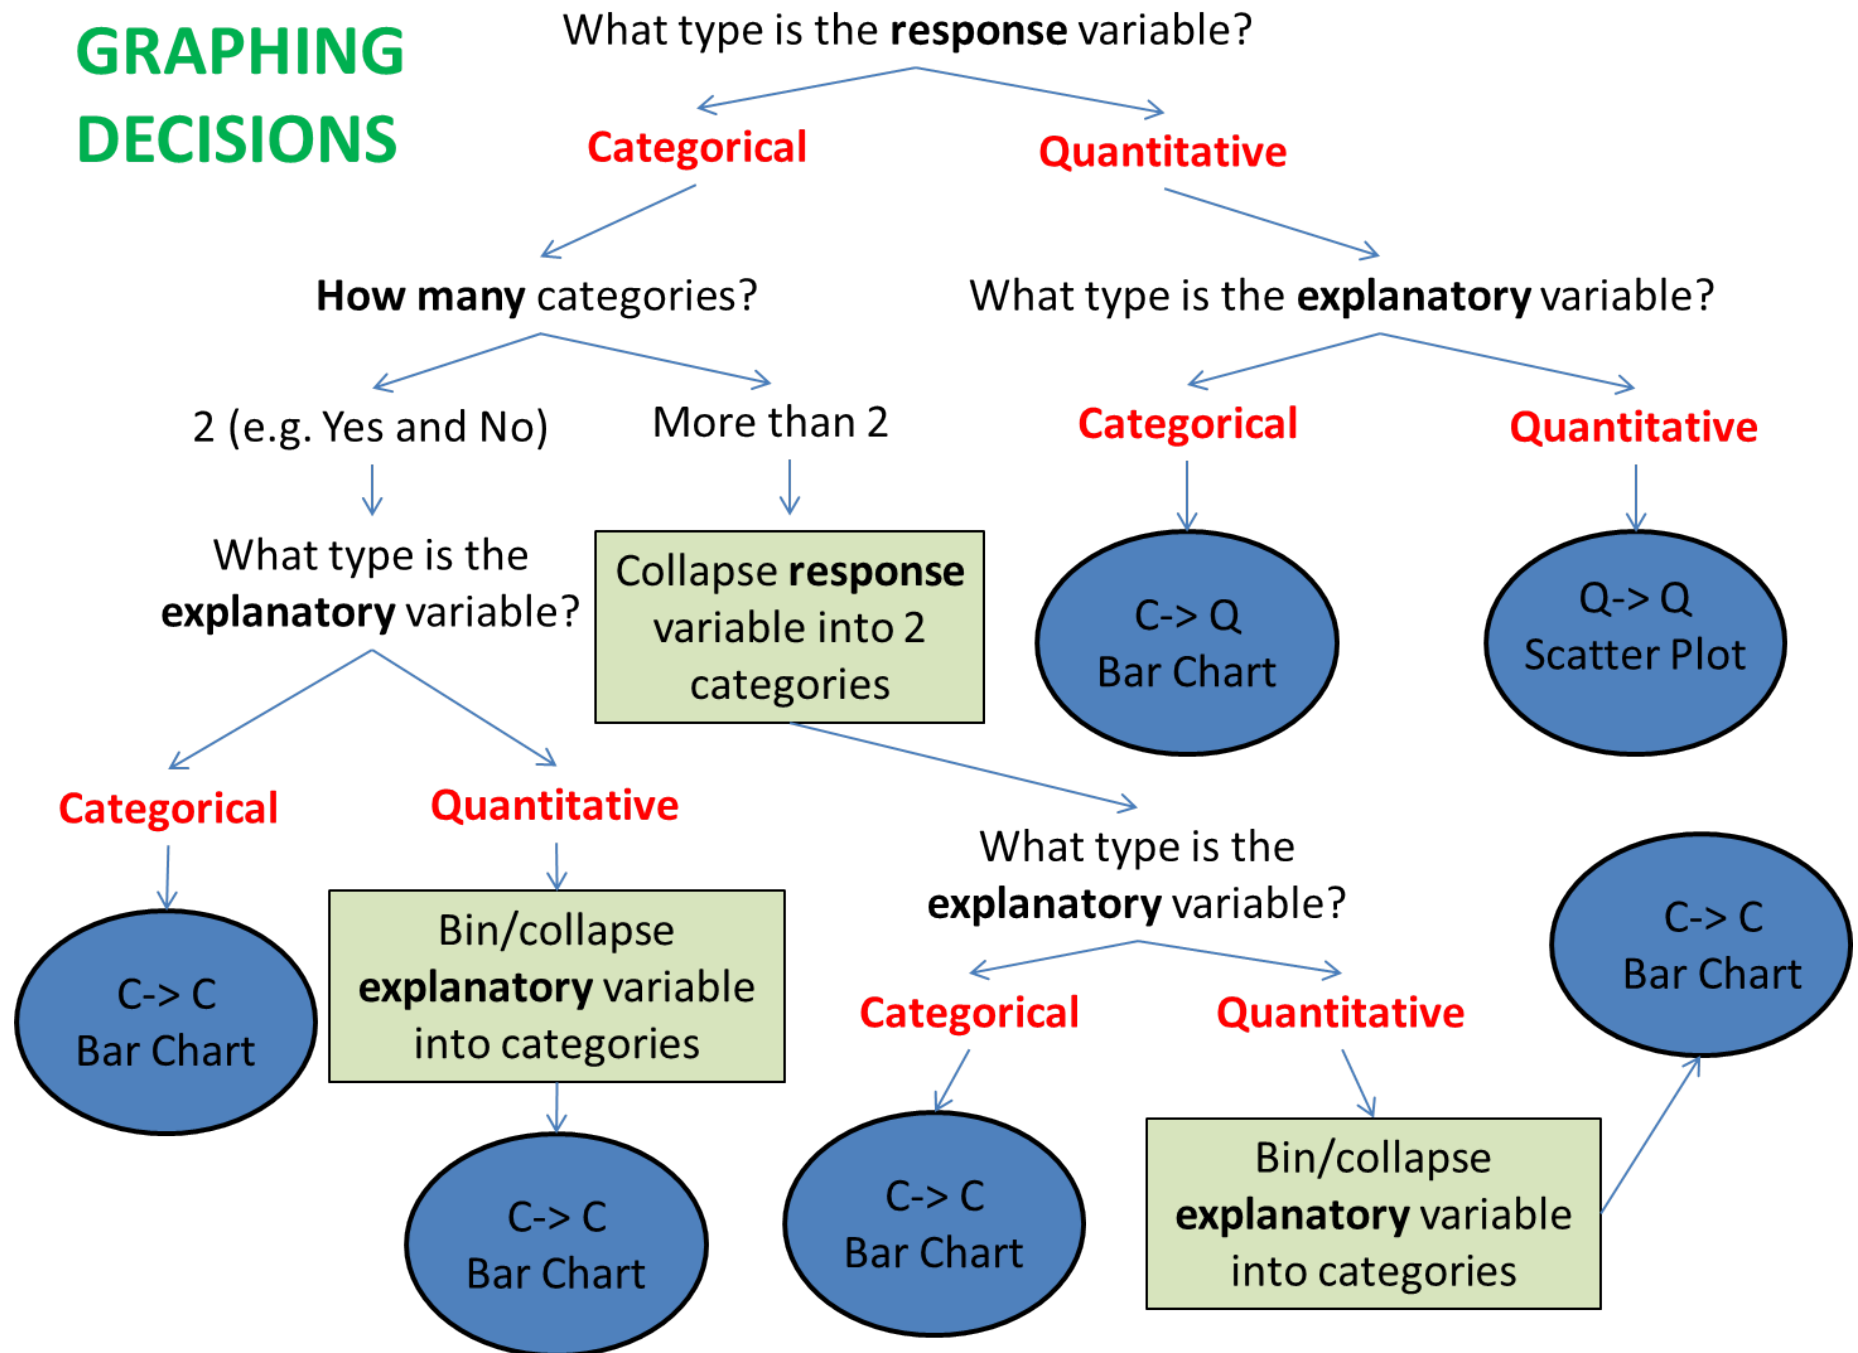 GRAPHING
DECISIONS
What type is the response variable?
Categorical
Quantitative
How many categories?
What type is the explanatory variable?
2 (e.g. Yes and No)
More than 2
Categorical
Quantitative
What type is the
explanatory variable?
Collapse response
variable into 2
categories
C-> Q
Bar Chart
Q-> Q
Scatter Plot
Categorical
Quantitative
What type is the
explanatory variable?
C-> C
Bar Chart
Bin/collapse
explanatory variable
into categories
C-> C
Bar Chart
Categorical
Quantitative
C-> C
Bar Chart
C-> C
Bar Chart
Bin/collapse
explanatory variable
into categories